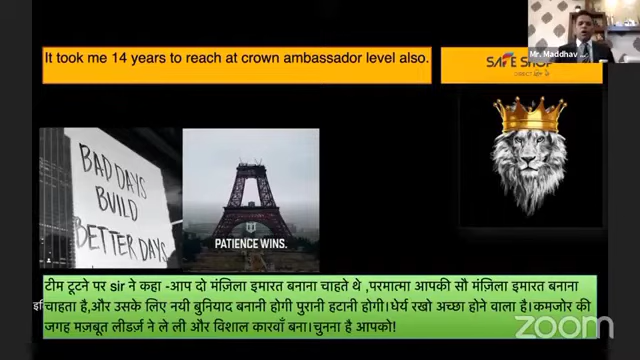 It took me 14 years to reach at crown ambassador level also.
SAFE SHOP
Mr. Maddhav
BAD DAYS
BUILD
BETTER DAYS
PATIENCE WINS.
टीम टूटने पर sir ने कहा -आप दो मंज़िला इमारत बनाना चाहते थे ,परमात्मा आपकी सौ मंज़िला इमारत बनाना
चाहता है,और उसके लिए नयी बुनियाद बनानी होगी पुरानी हटानी होगी।धेर्य रखो अच्छा होने वाला है।कमजोर की
जगह मज़बूत लीडर्ज़ ने ले ली और विशाल कारवाँ बना।चुनना है आपको!
zoom